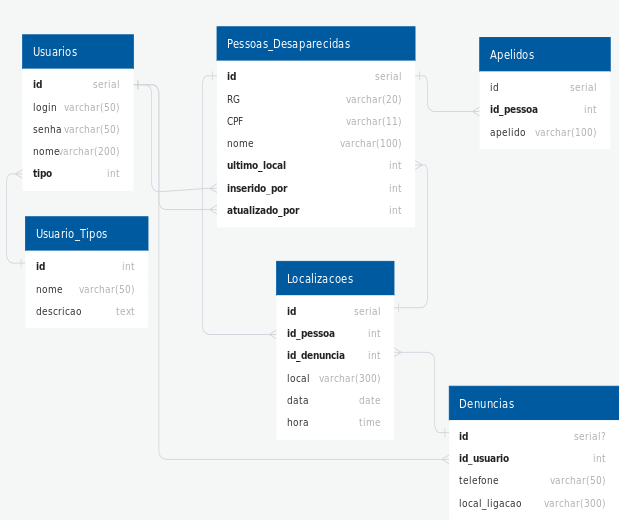 Usuarios
id serial
login varchar(50)
senha varchar(50)
nome varchar(200)
tipo int
Usuario_Tipos
id int
nome varchar(50)
descricao text
Pessoas_Desaparecidas
id serial
RG varchar(20)
CPF varchar(11)
nome varchar(100)
ultimo_local int
inserido_por int
atualizado_por int
Localizacoes
id serial
id_pessoa int
id_denuncia int
local varchar(300)
data date
hora time
Apelidos
id serial
id_pessoa int
apelido varchar(100)
Denuncias
id serial?
id_usuario int
telefone varchar(50)
local_ligacao varchar(300)